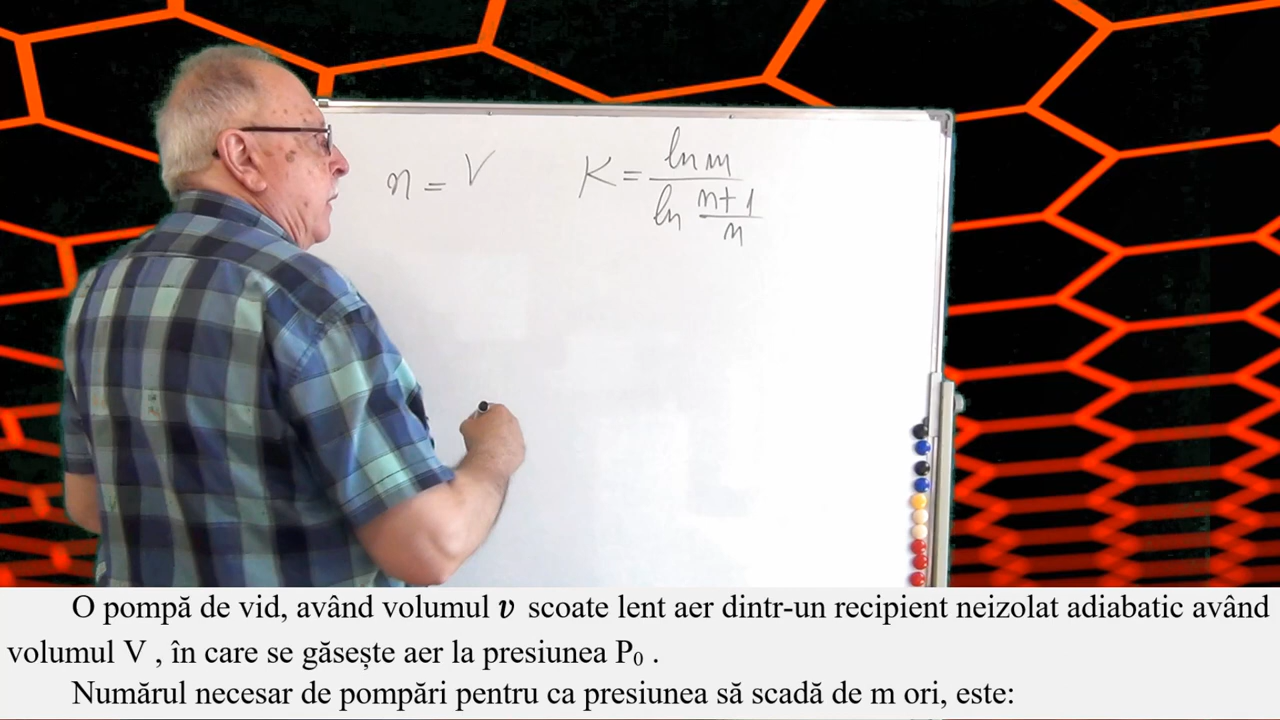 n = V
K = ln m
ln n+1
n
O pompă de vid, având volumul v scoate lent aer dintr-un recipient neizolat adiabatic având
volumul V , în care se găsește aer la presiunea P₀ .
Numărul necesar de pompări pentru ca presiunea să scadă de m ori, este: